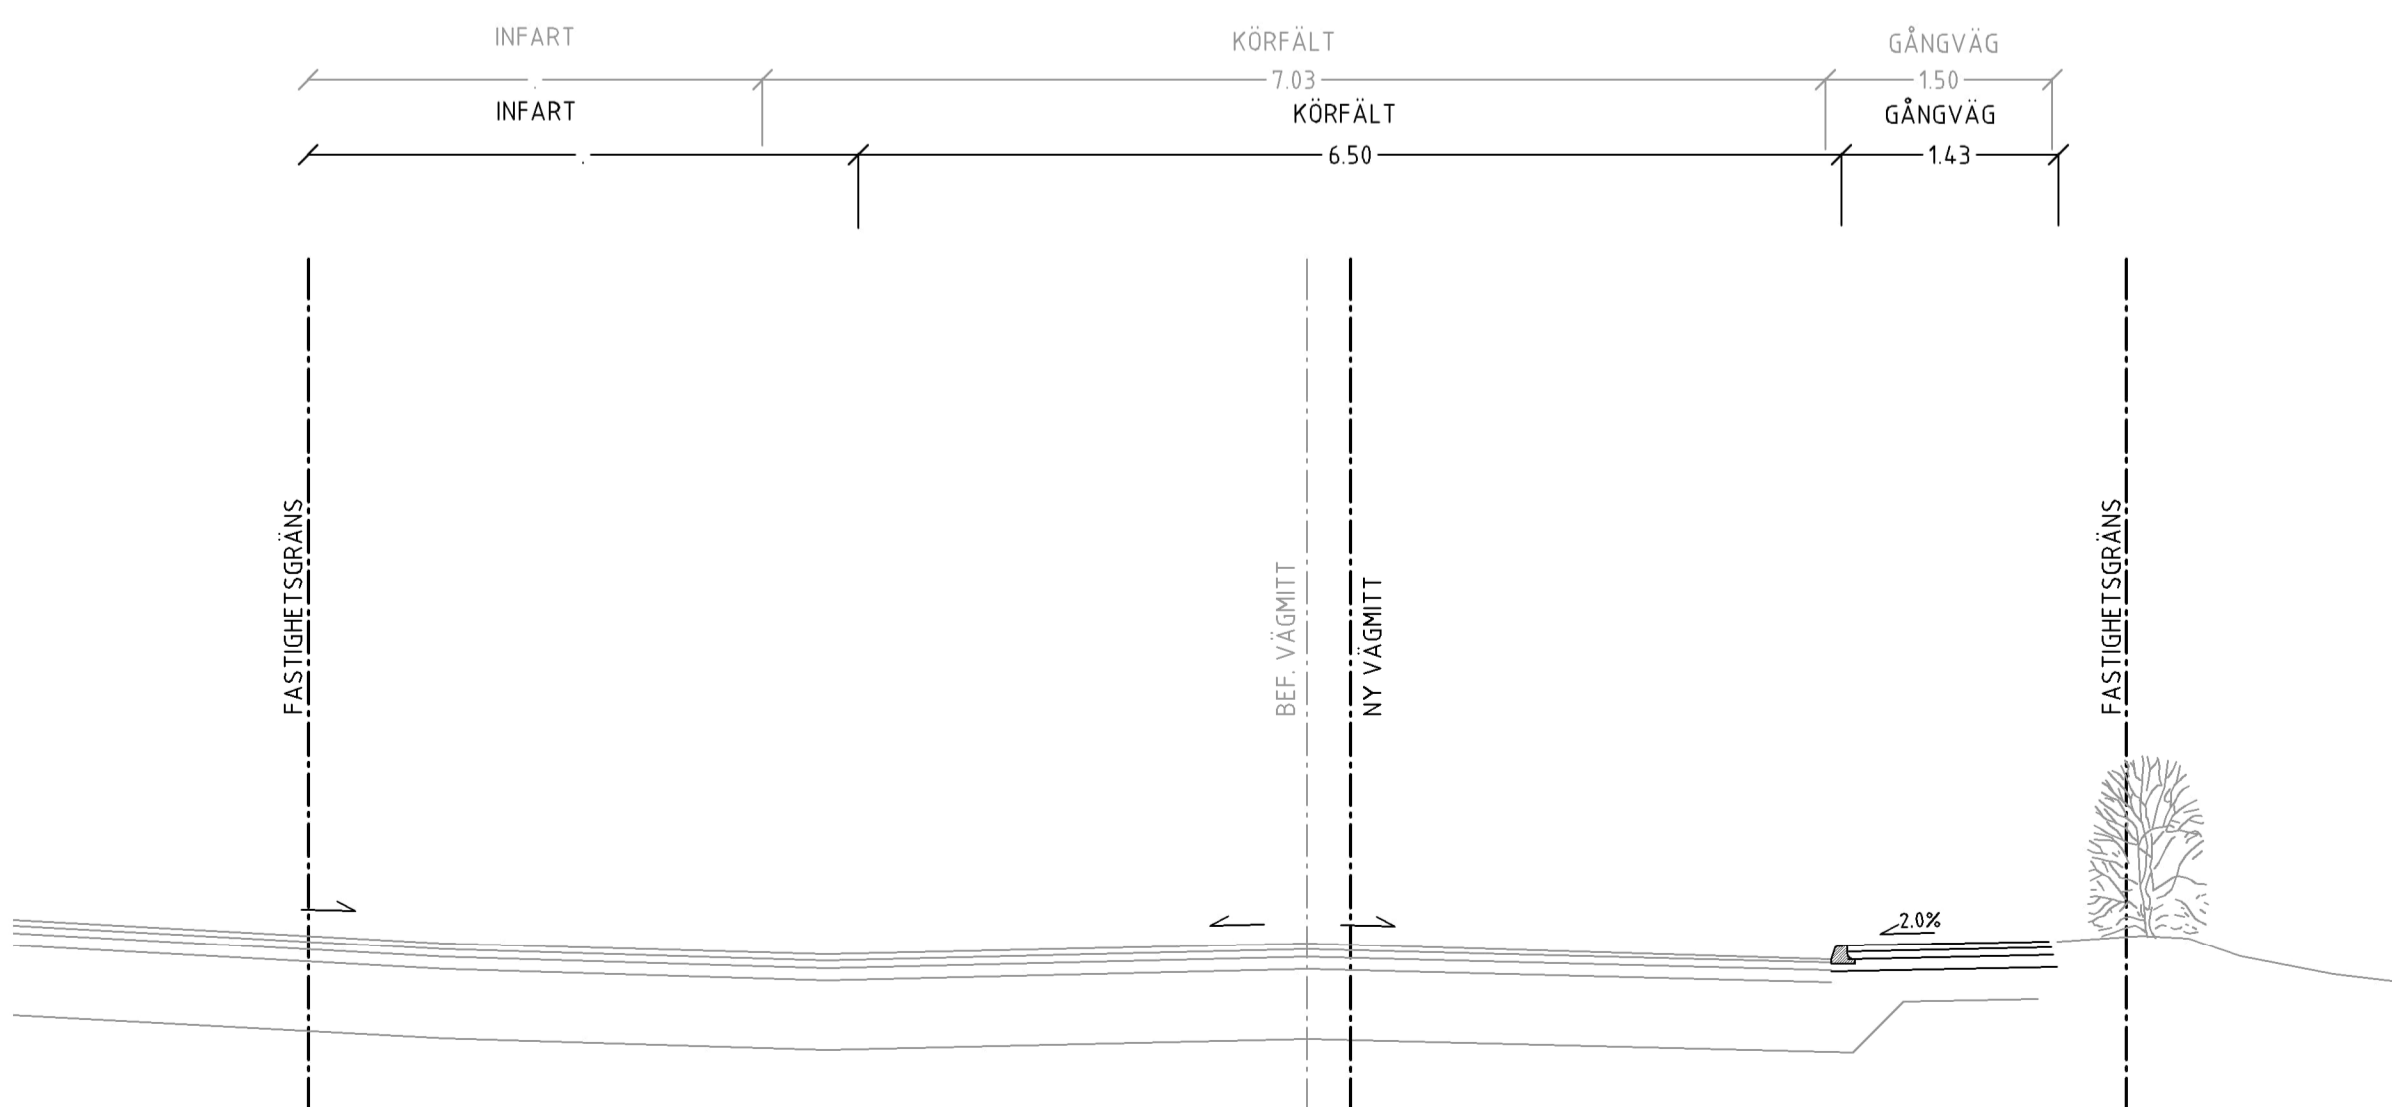 INFART KÖRFÄLT GÅNGVÄG
. 7.03 1.50
INFART KÖRFÄLT GÅNGVÄG
. 6.50 1.43
FASTIGHETSGRÄNS
BEF. VÄGMITT
NY VÄGMITT
FASTIGHETSGRÄNS
2.0%